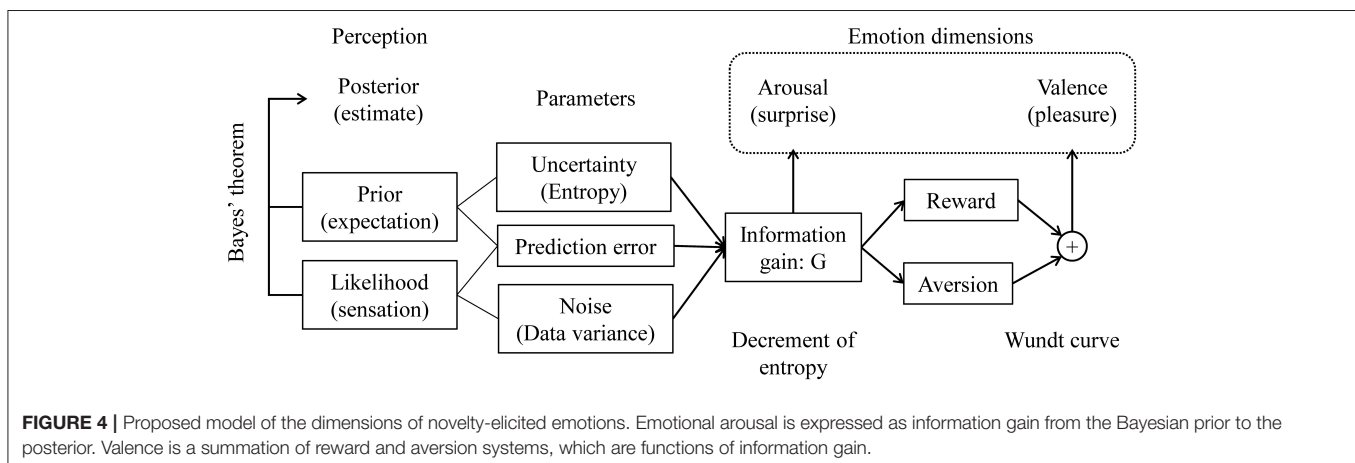 Perception
Emotion dimensions
Bayes' theorem
Posterior
(estimate)
Parameters
Arousal
(surprise)
Valence
(pleasure)
Prior
(expectation)
Likelihood
(sensation)
Uncertainty
(Entropy)
Prediction error
Noise
(Data variance)
Information
gain: G
Reward
Aversion
+
Decrement of
entropy
Wundt curve
FIGURE 4 | Proposed model of the dimensions of novelty-elicited emotions. Emotional arousal is expressed as information gain from the Bayesian prior to the
posterior. Valence is a summation of reward and aversion systems, which are functions of information gain.